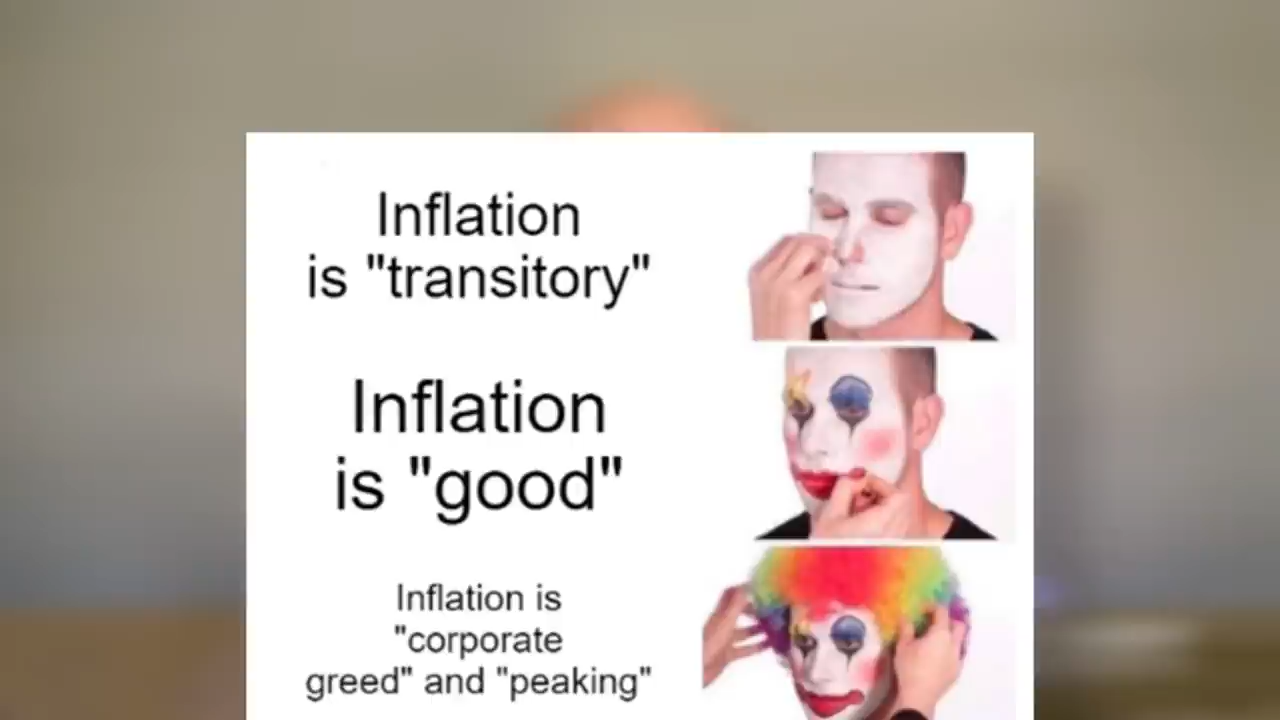 Inflation
is "transitory"
Inflation
is "good"
Inflation is
"corporate
greed" and "peaking"